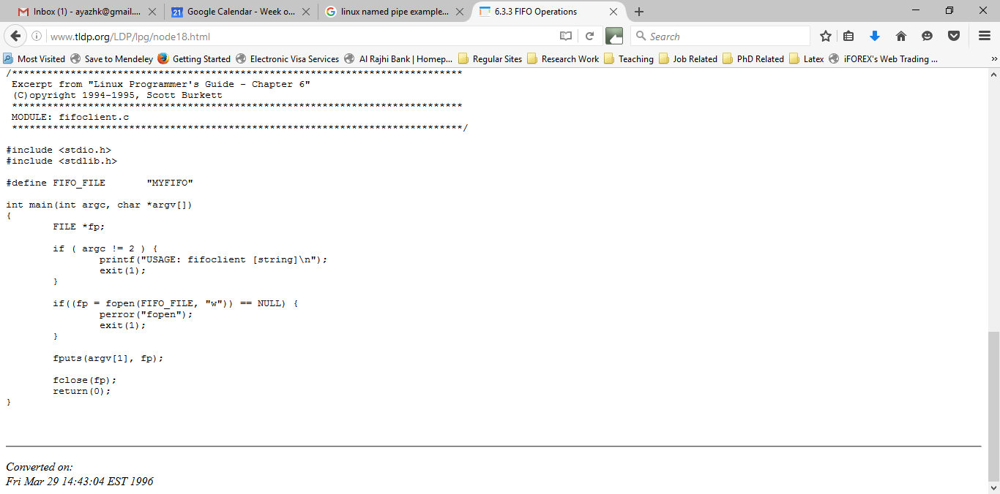 Inbox (1) - ayazhk@gmail....
Google Calendar - Week o...
linux named pipe example...
6.3.3 FIFO Operations
www.tldp.org/LDP/lpg/node18.html
Search
Most Visited
Save to Mendeley
Getting Started
Electronic Visa Services
Al Rajhi Bank | Homep...
Regular Sites
Research Work
Teaching
Job Related
PhD Related
Latex
iFOREX's Web Trading ...
/*****************************************************************************
Excerpt from "Linux Programmer's Guide - Chapter 6"
(C)opyright 1994-1995, Scott Burkett
*****************************************************************************
MODULE: fifoclient.c
*****************************************************************************/
#include <stdio.h>
#include <stdlib.h>
#define FIFO_FILE       "MYFIFO"
int main(int argc, char *argv[])
{
        FILE *fp;
        if ( argc != 2 ) {
                printf("USAGE: fifoclient [string]\n");
                exit(1);
        }
        if((fp = fopen(FIFO_FILE, "w")) == NULL) {
                perror("fopen");
                exit(1);
        }
        fputs(argv[1], fp);
        fclose(fp);
        return(0);
}
Converted on:
Fri Mar 29 14:43:04 EST 1996